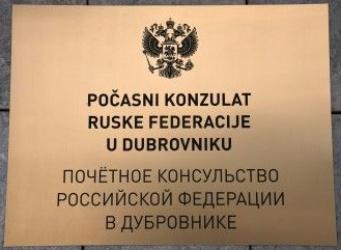 POČASNI KONZULAT
RUSKE FEDERACIJE
U DUBROVNIKU
ПОЧЁТНОЕ КОНСУЛЬСТВО
РОССИЙСКОЙ ФЕДЕРАЦИИ
В ДУБРОВНИКЕ